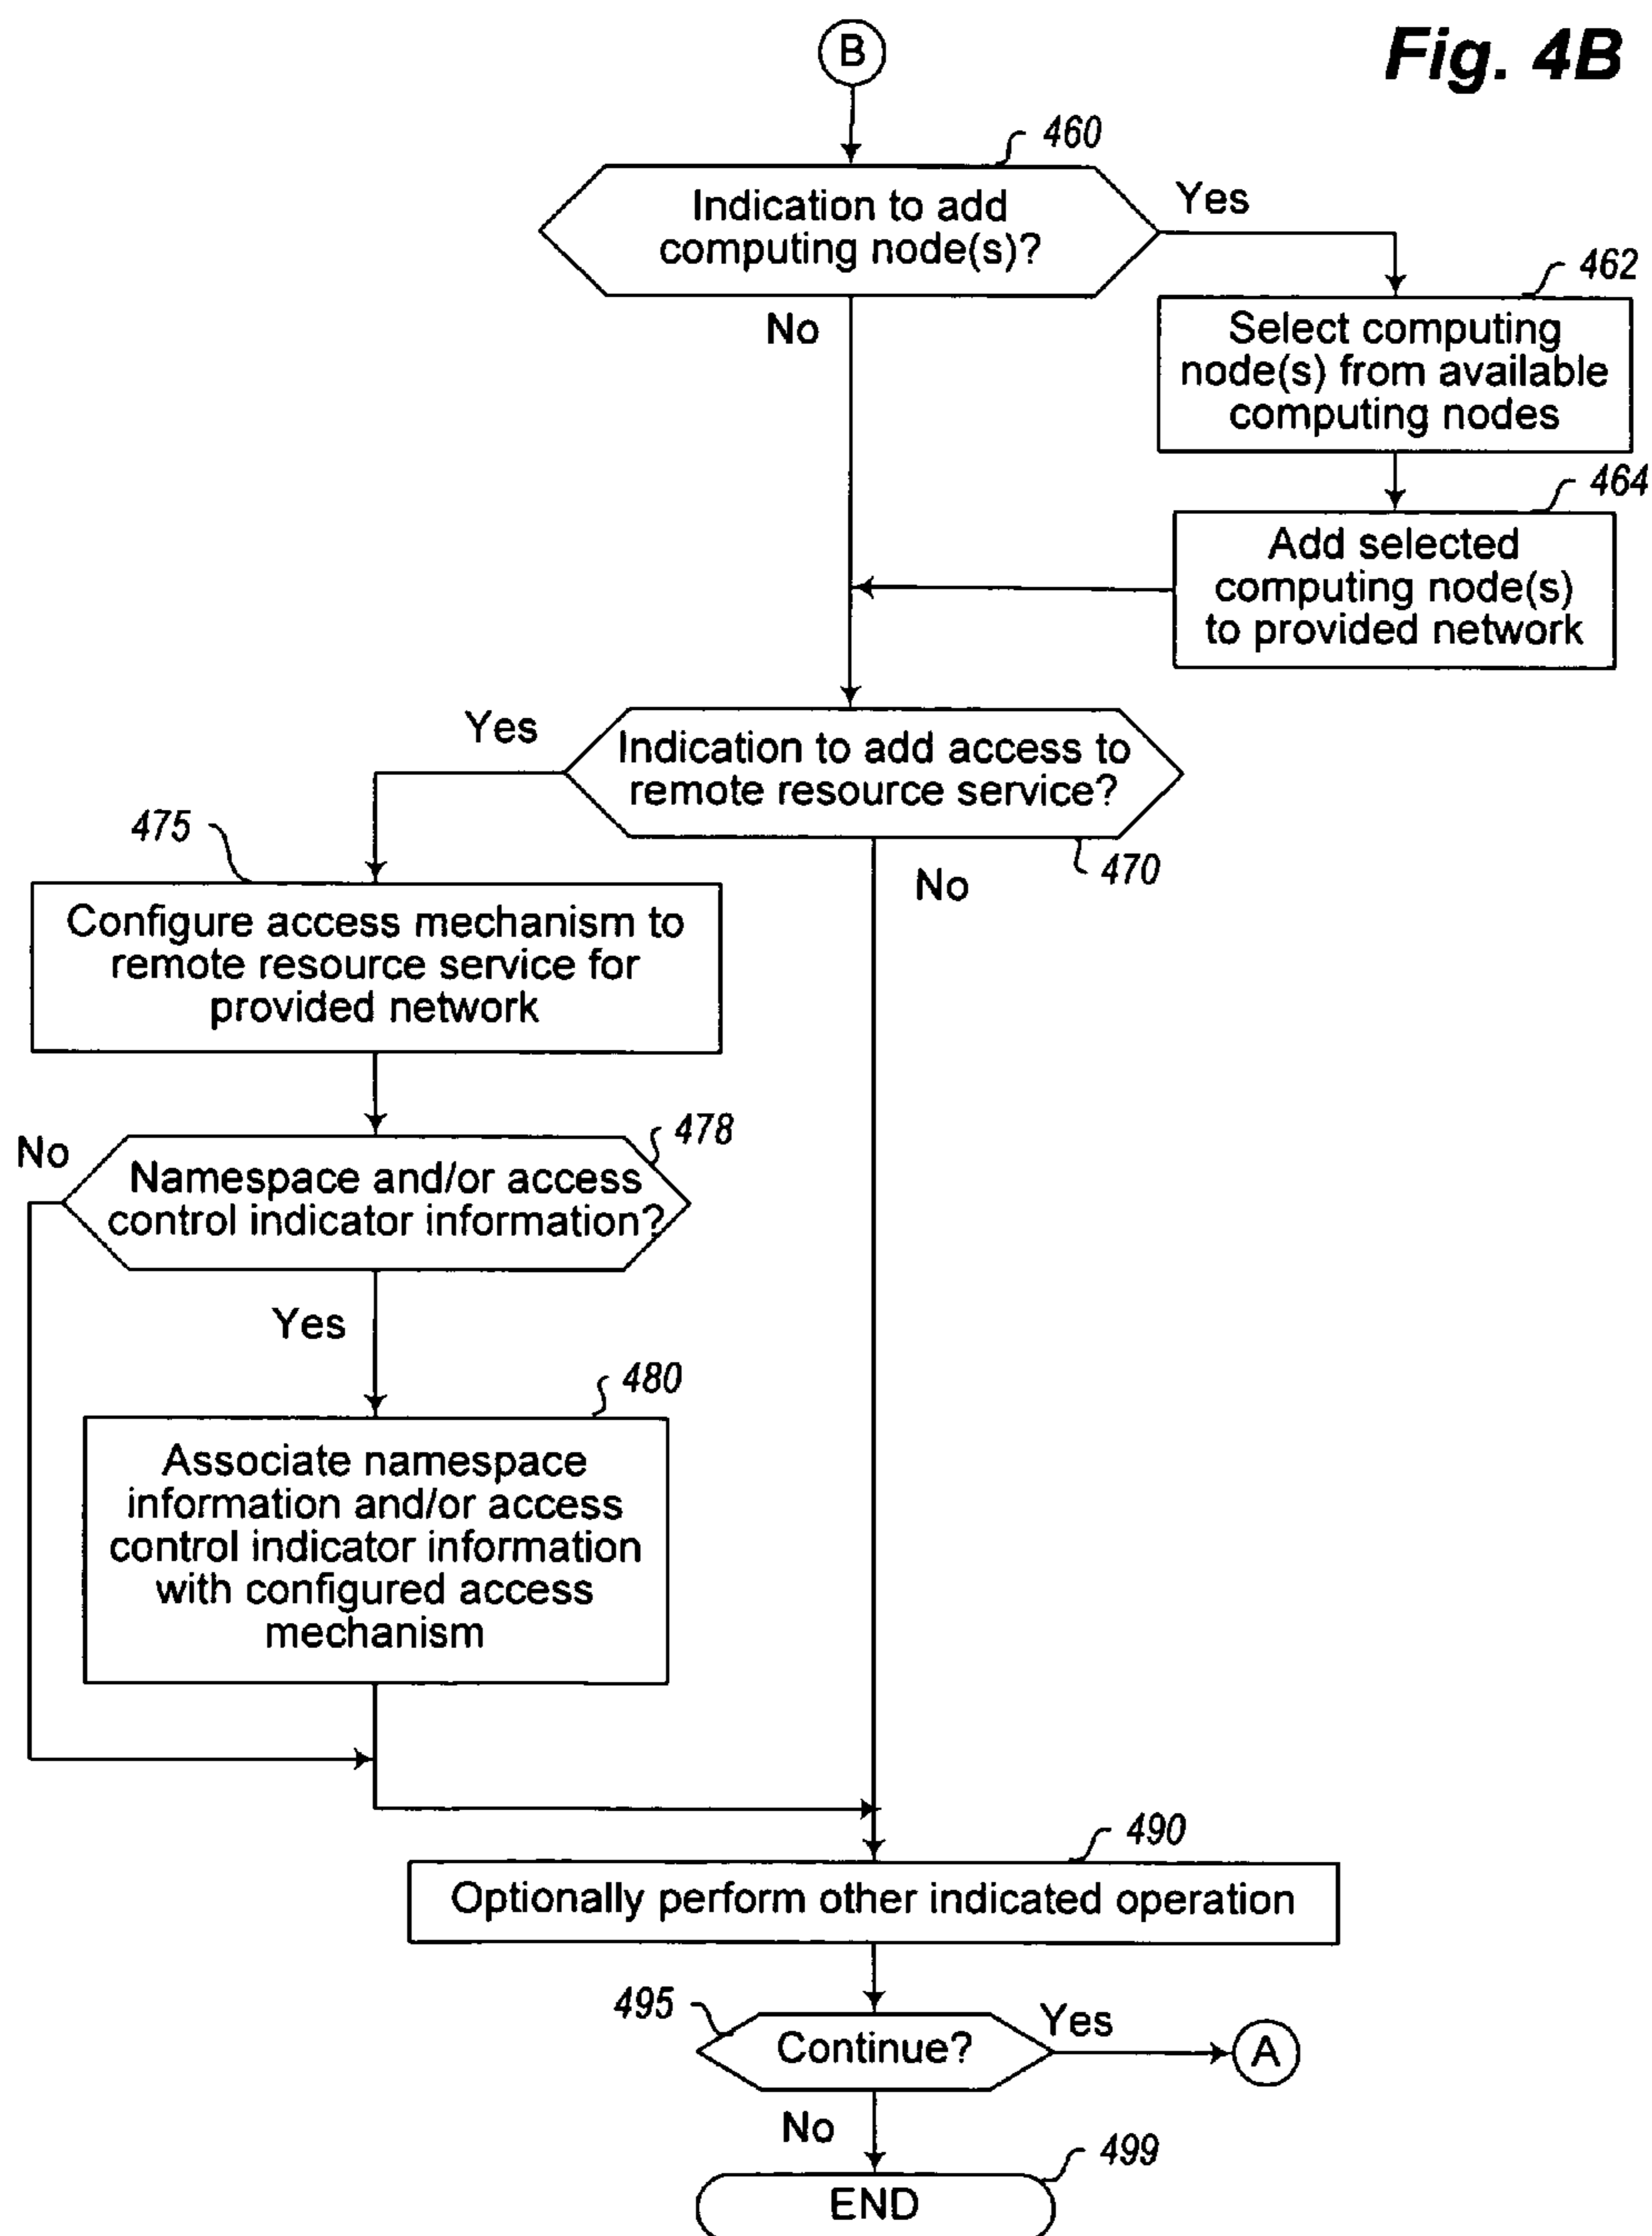 Fig. 4B
B
460
Indication to add
computing node(s)?
Yes
No
462
Select computing
node(s) from available
computing nodes
464
Add selected
computing node(s)
to provided network
Yes
Indication to add access to
remote resource service?
470
No
475
Configure access mechanism to
remote resource service for
provided network
478
No
Namespace and/or access
control indicator information?
Yes
480
Associate namespace
information and/or access
control indicator information
with configured access
mechanism
490
Optionally perform other indicated operation
495
Continue?
Yes
A
No
499
END